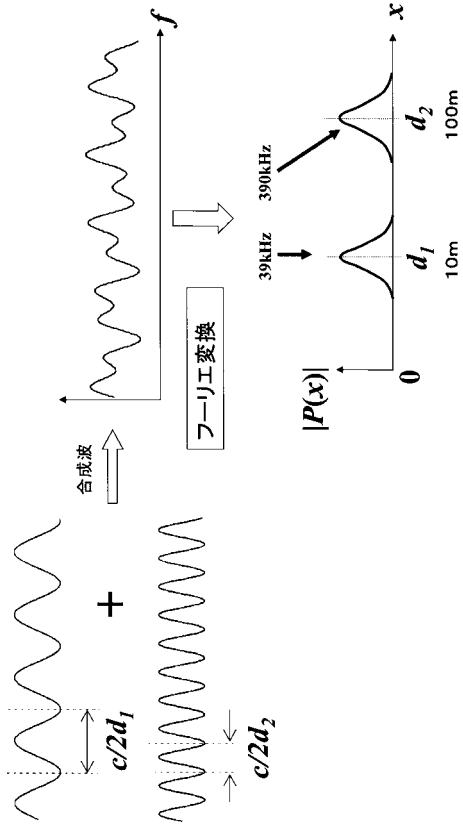 c/2d₁
+
c/2d₂
合成波
f
フーリエ変換
|P(x)|
39kHz
390kHz
0
d₁
d₂
x
10m
100m